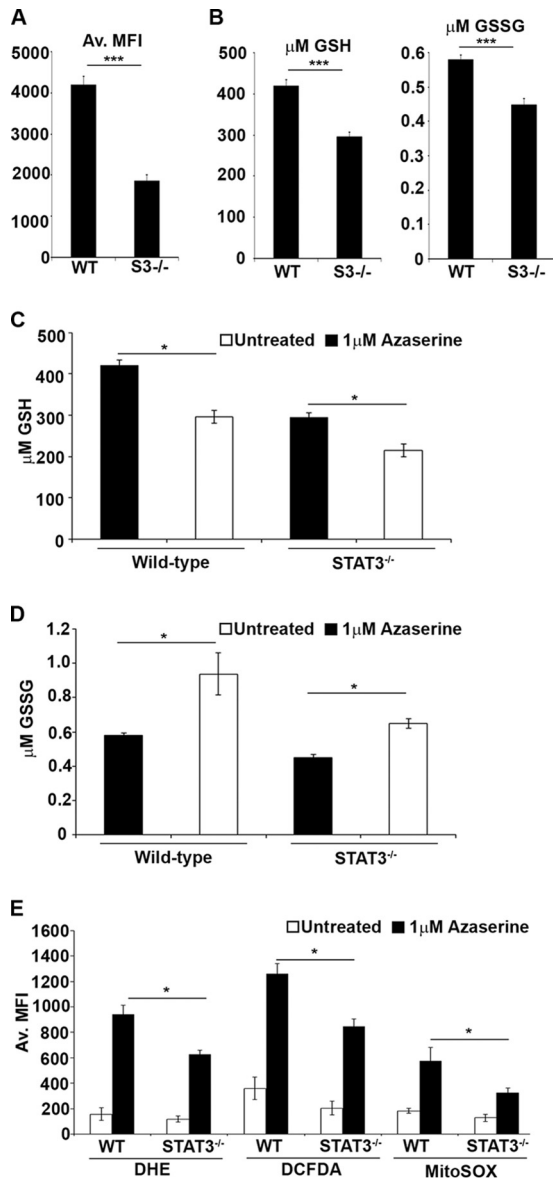 A
Av. MFI
***
5000
4000
3000
2000
1000
0
WT S3-/-
B
μM GSH
***
500
400
300
200
100
0
WT S3-/-
μM GSSG
***
0.6
0.5
0.4
0.3
0.2
0.1
0
WT S3-/-
C
Untreated 1μM Azaserine
μM GSH
500
400
300
200
100
0
* *
Wild-type STAT3-/-
D
Untreated 1μM Azaserine
μM GSSG
1.2
1.0
0.8
0.6
0.4
0.2
0
* *
Wild-type STAT3-/-
E
Untreated 1μM Azaserine
Av. MFI
1600
1400
1200
1000
800
600
400
200
0
* * *
WT STAT3-/- WT STAT3-/- WT STAT3-/-
DHE DCFDA MitoSOX